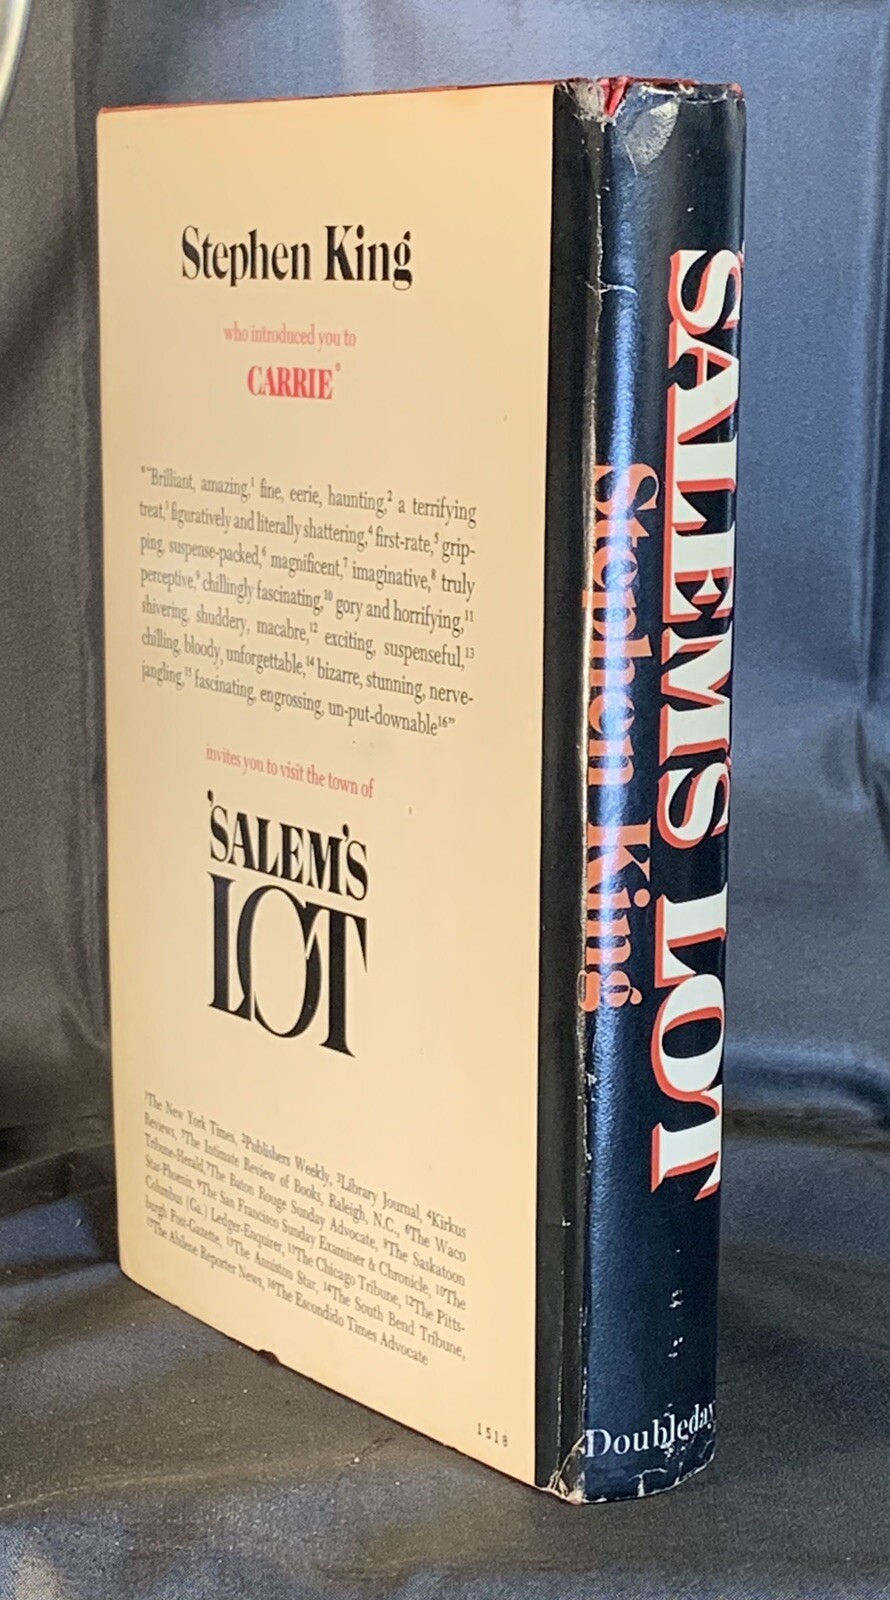 Stephen King
who introduced you to
CARRIE*
*"Brilliant, amazing,¹ fine, eerie, haunting,² a terrifying
treat,³ figuratively and literally shattering,⁴ first-rate,⁵ grip-
ping, suspense-packed,⁶ magnificent,⁷ imaginative,⁸ truly
perceptive,⁹ chillingly fascinating,¹⁰ gory and horrifying,¹¹
shivering, shuddery, macabre,¹² exciting, suspenseful,¹³
chilling, bloody, unforgettable,¹⁴ bizarre, stunning, nerve-
jangling,¹⁵ fascinating, engrossing, un-put-downable¹⁶"
invites you to visit the town of
'SALEM'S
LOT
¹The New York Times, ²Publishers Weekly, ³Library Journal, ⁴Kirkus
Reviews, ⁵The Intimate Review of Books, Raleigh, N.C., ⁶The Waco
Tribune-Herald, ⁷The Baton Rouge Sunday Advocate, ⁸The Saskatoon
Star-Phoenix, ⁹The San Francisco Sunday Examiner & Chronicle, ¹⁰The
Columbus (Ga.) Ledger-Enquirer, ¹¹The Chicago Tribune, ¹²The Pitts-
burgh Post-Gazette, ¹³The Anniston Star, ¹⁴The South Bend Tribune,
¹⁵The Abilene Reporter News, ¹⁶The Escondido Times Advocate
1518
'SALEM'S LOT
Stephen King
Doubleday